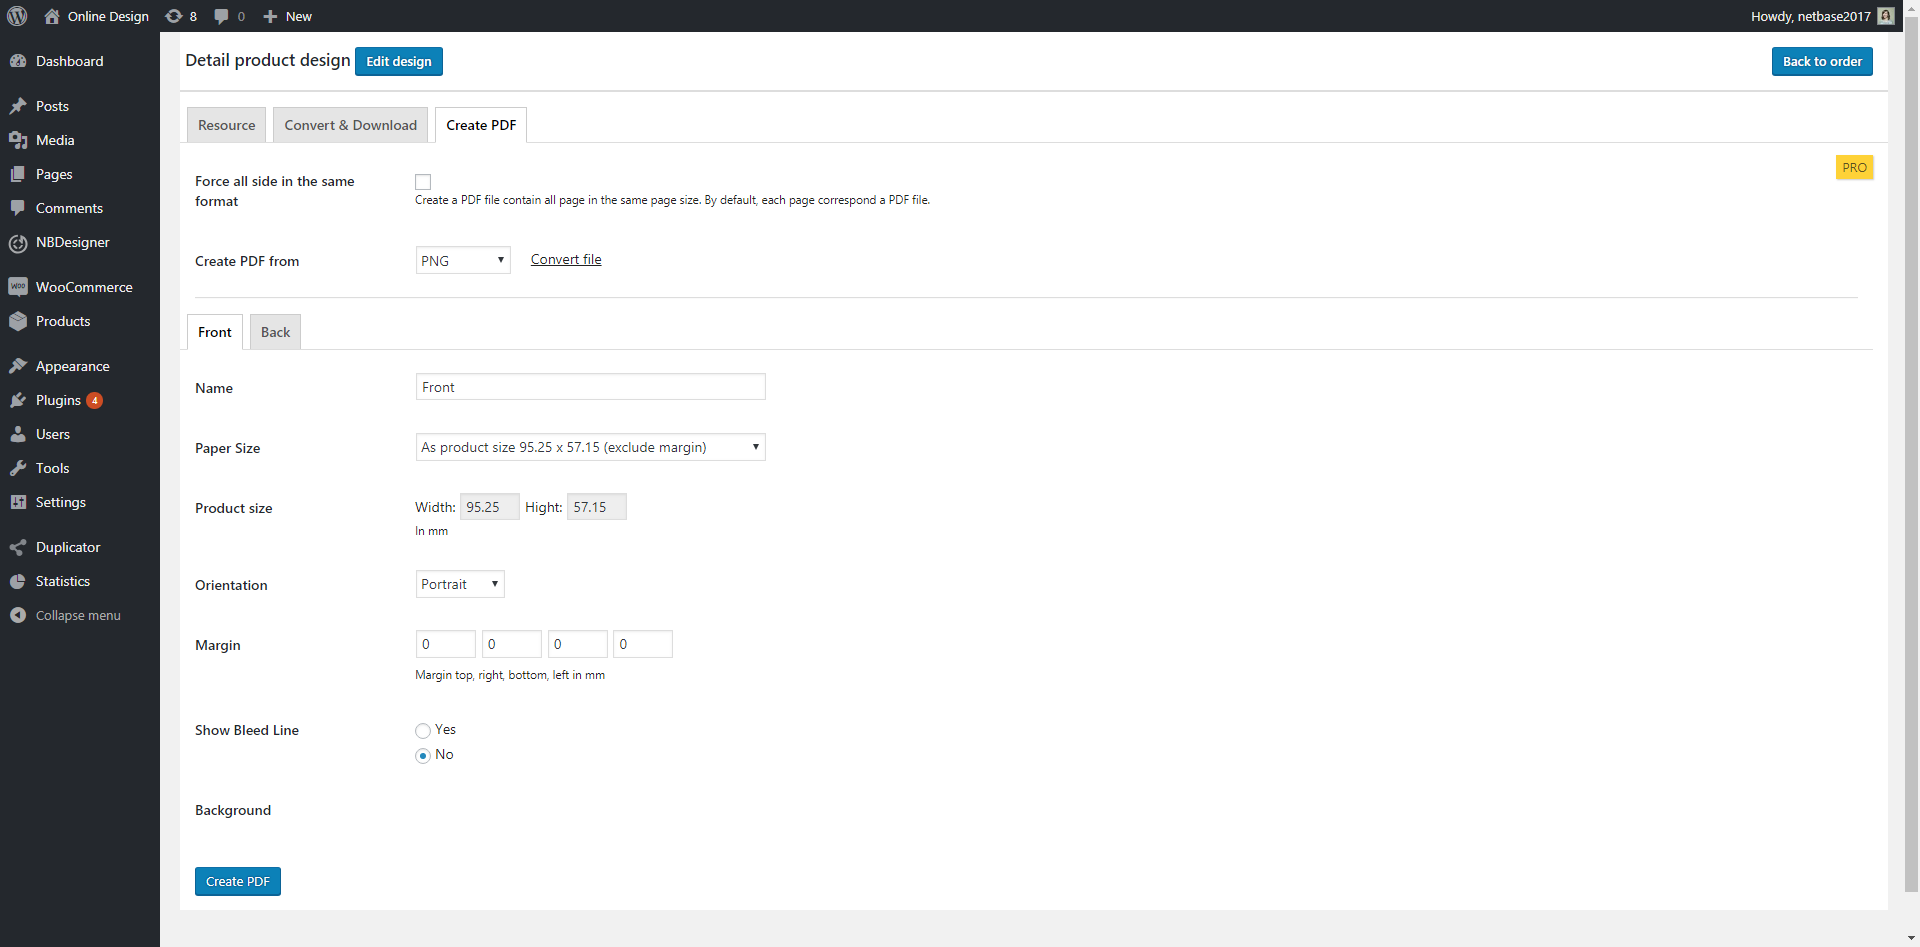 Online Design 8 0 New Howdy, netbase2017
Dashboard
Posts
Media
Pages
Comments
NBDesigner
WooCommerce
Products
Appearance
Plugins 4
Users
Tools
Settings
Duplicator
Statistics
Collapse menu
Detail product design Edit design Back to order
Resource Convert & Download Create PDF
PRO
Force all side in the same
format
Create a PDF file contain all page in the same page size. By default, each page correspond a PDF file.
Create PDF from PNG Convert file
Front Back
Name Front
Paper Size As product size 95.25 x 57.15 (exclude margin)
Product size Width: 95.25 Hight: 57.15
In mm
Orientation Portrait
Margin 0 0 0 0
Margin top, right, bottom, left in mm
Show Bleed Line Yes
No
Background
Create PDF